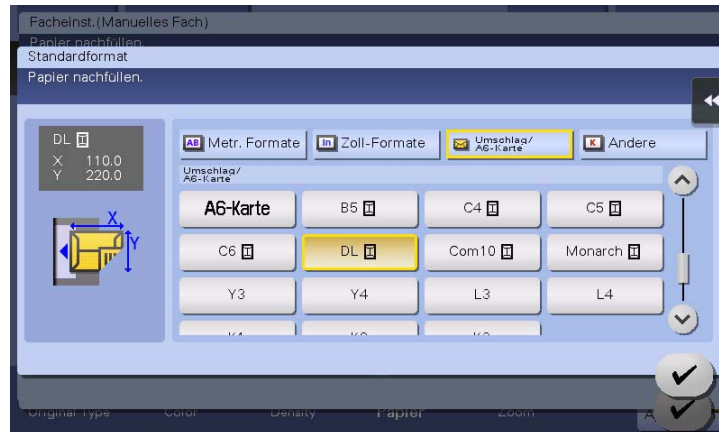 Facheinst.(Manuelles Fach)
Papier nachfüllen.
Standardformat
Papier nachfüllen.
DL
X 110.0
Y 220.0
AB Metr. Formate
in Zoll-Formate
Umschlag/
A6-Karte
K Andere
Umschlag/
A6-Karte
A6-Karte
B5
C4
C5
C6
DL
Com10
Monarch
Y3
Y4
L3
L4
X
Y
Original Type
Color
Density
Papier
Zoom